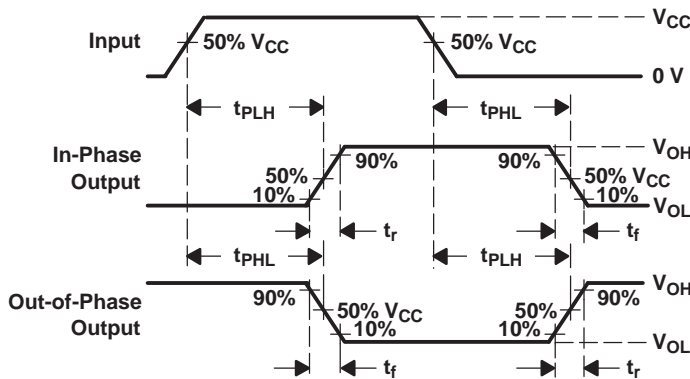 VCC
Input
50% VCC
50% VCC
0 V
tPLH
tPHL
In-Phase
Output
50%
10%
90%
90%
VOH
50% VCC
10%
VOL
tr
tf
tPHL
tPLH
Out-of-Phase
Output
90%
50% VCC
10%
VOH
90%
50%
10%
VOL
tf
tr